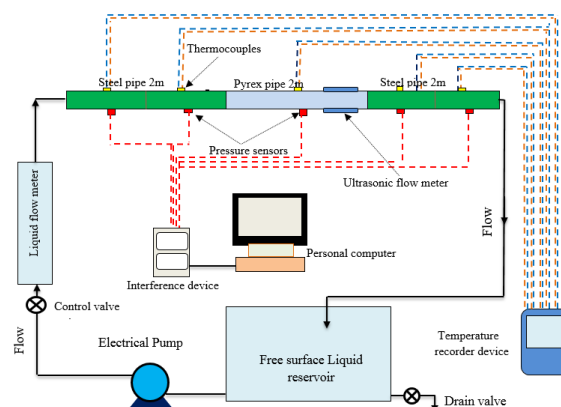 Thermocouples
Steel pipe 2m
Pyrex pipe 2m
Steel pipe 2m
Pressure sensors
Ultrasonic flow meter
Liquid flow meter
Flow
Personal computer
Interference device
Control valve
Flow
Electrical Pump
Free surface Liquid
reservoir
Temperature
recorder device
Drain valve